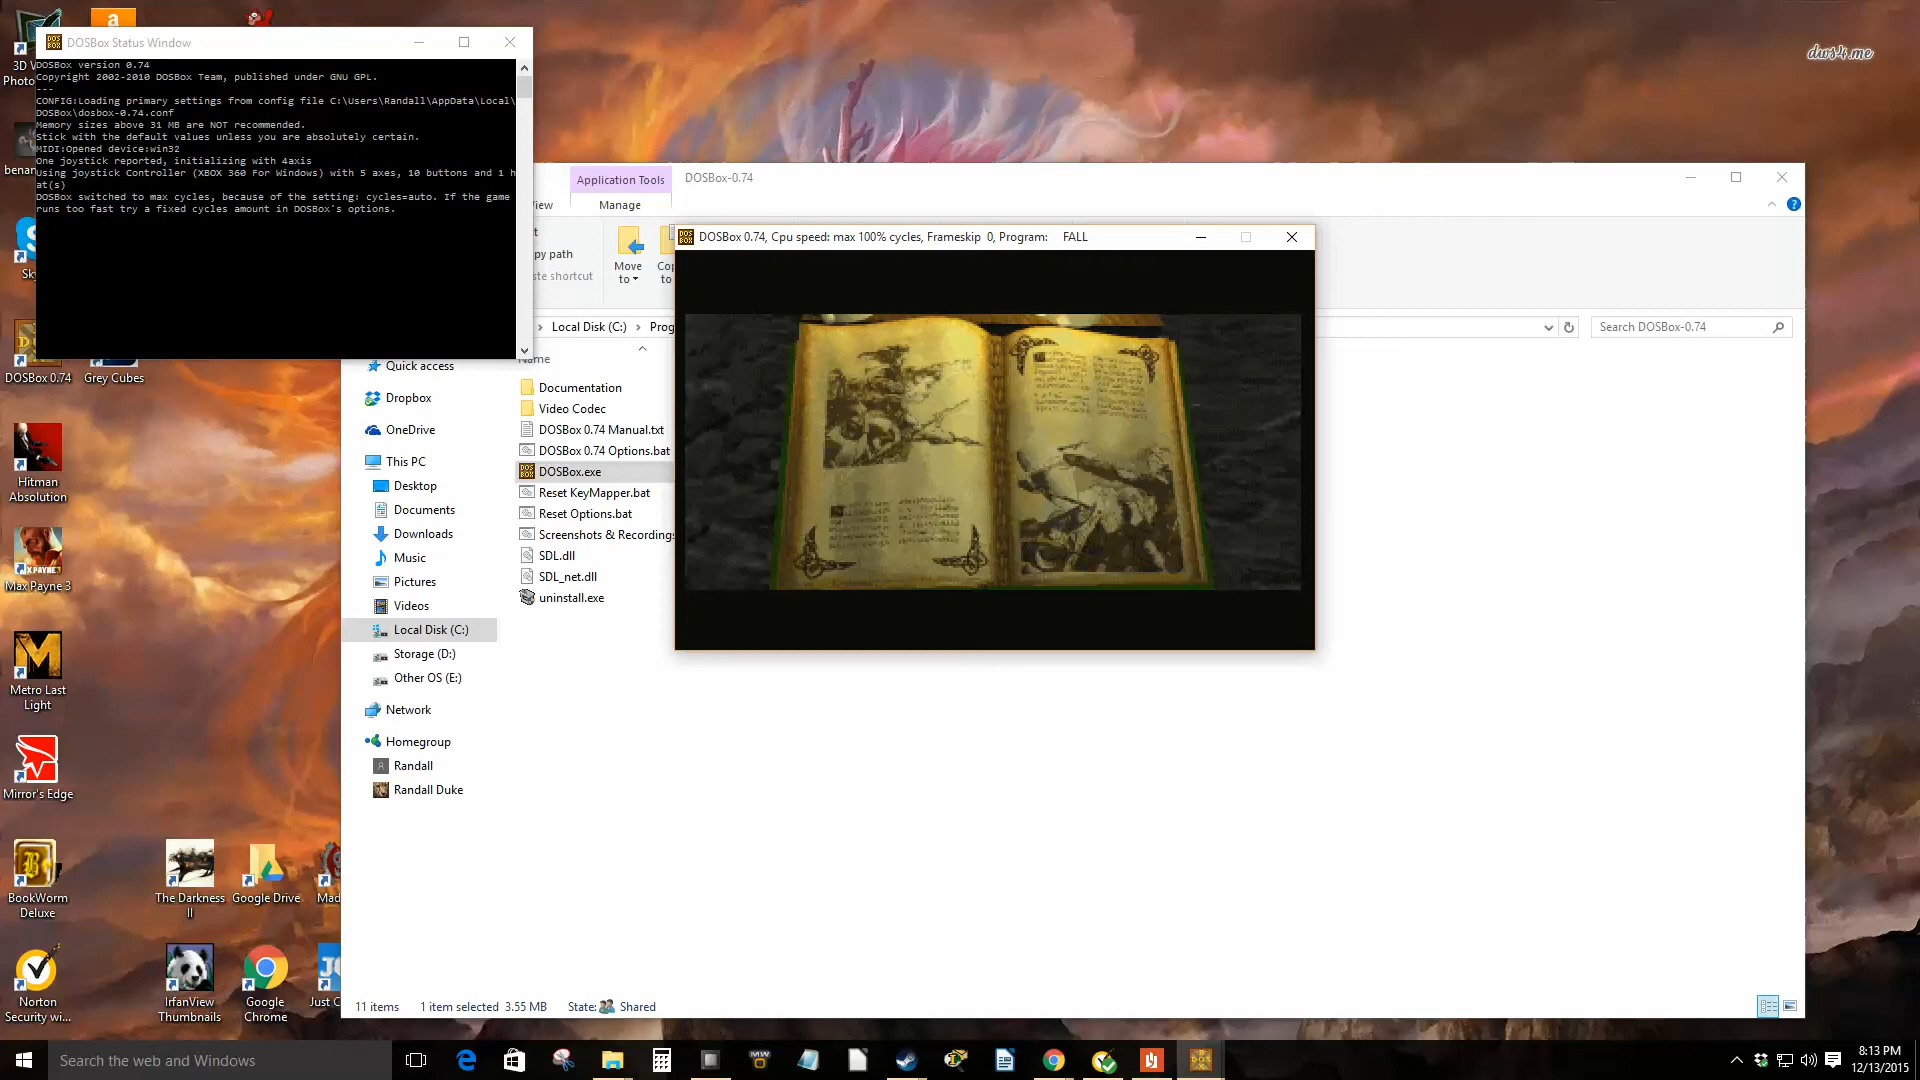 dws4.me
DOSBox Status Window
DOSBox version 0.74
Copyright 2002-2010 DOSBox Team, published under GNU GPL.
---
CONFIG:Loading primary settings from config file C:\Users\Randall\AppData\Local\
DOSBox\dosbox-0.74.conf
Memory sizes above 31 MB are NOT recommended.
Stick with the default values unless you are absolutely certain.
MIDI:Opened device:win32
One joystick reported, initializing with 4axis
Using joystick Controller (XBOX 360 For Windows) with 5 axes, 10 buttons and 1 h
at(s)
DOSBox switched to max cycles, because of the setting: cycles=auto. If the game
runs too fast try a fixed cycles amount in DOSBox's options.
Application Tools
DOSBox-0.74
Manage
Move
to
to
DOSBox 0.74, Cpu speed: max 100% cycles, Frameskip 0, Program: FALL
Local Disk (C:)
Search DOSBox-0.74
Quick access
Dropbox
OneDrive
This PC
Desktop
Documents
Downloads
Music
Pictures
Videos
Local Disk (C:)
Storage (D:)
Other OS (E:)
Network
Homegroup
Randall
Randall Duke
Documentation
Video Codec
DOSBox 0.74 Manual.txt
DOSBox 0.74 Options.bat
DOSBox.exe
Reset KeyMapper.bat
Reset Options.bat
Screenshots & Recordings
SDL.dll
SDL_net.dll
uninstall.exe
11 items
1 item selected 3.55 MB
State: Shared
3D
DOSBox 0.74
Grey Cubes
Hitman
Absolution
Max Payne 3
Metro Last
Light
Mirror's Edge
BookWorm
Deluxe
The Darkness
II
Google Drive
Norton
Security wi...
IrfanView
Thumbnails
Google
Chrome
Search the web and Windows
8:13 PM
12/13/2015